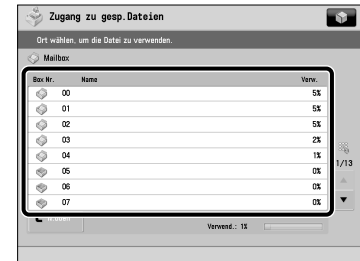 Zugang zu gesp.Dateien
Ort wählen, um die Datei zu verwenden.
Mailbox
Box Nr. Name Verw.
00 5%
01 5%
02 5%
03 2%
04 1%
05 0%
06 0%
07 0%
1/13
Verwend.: 1%